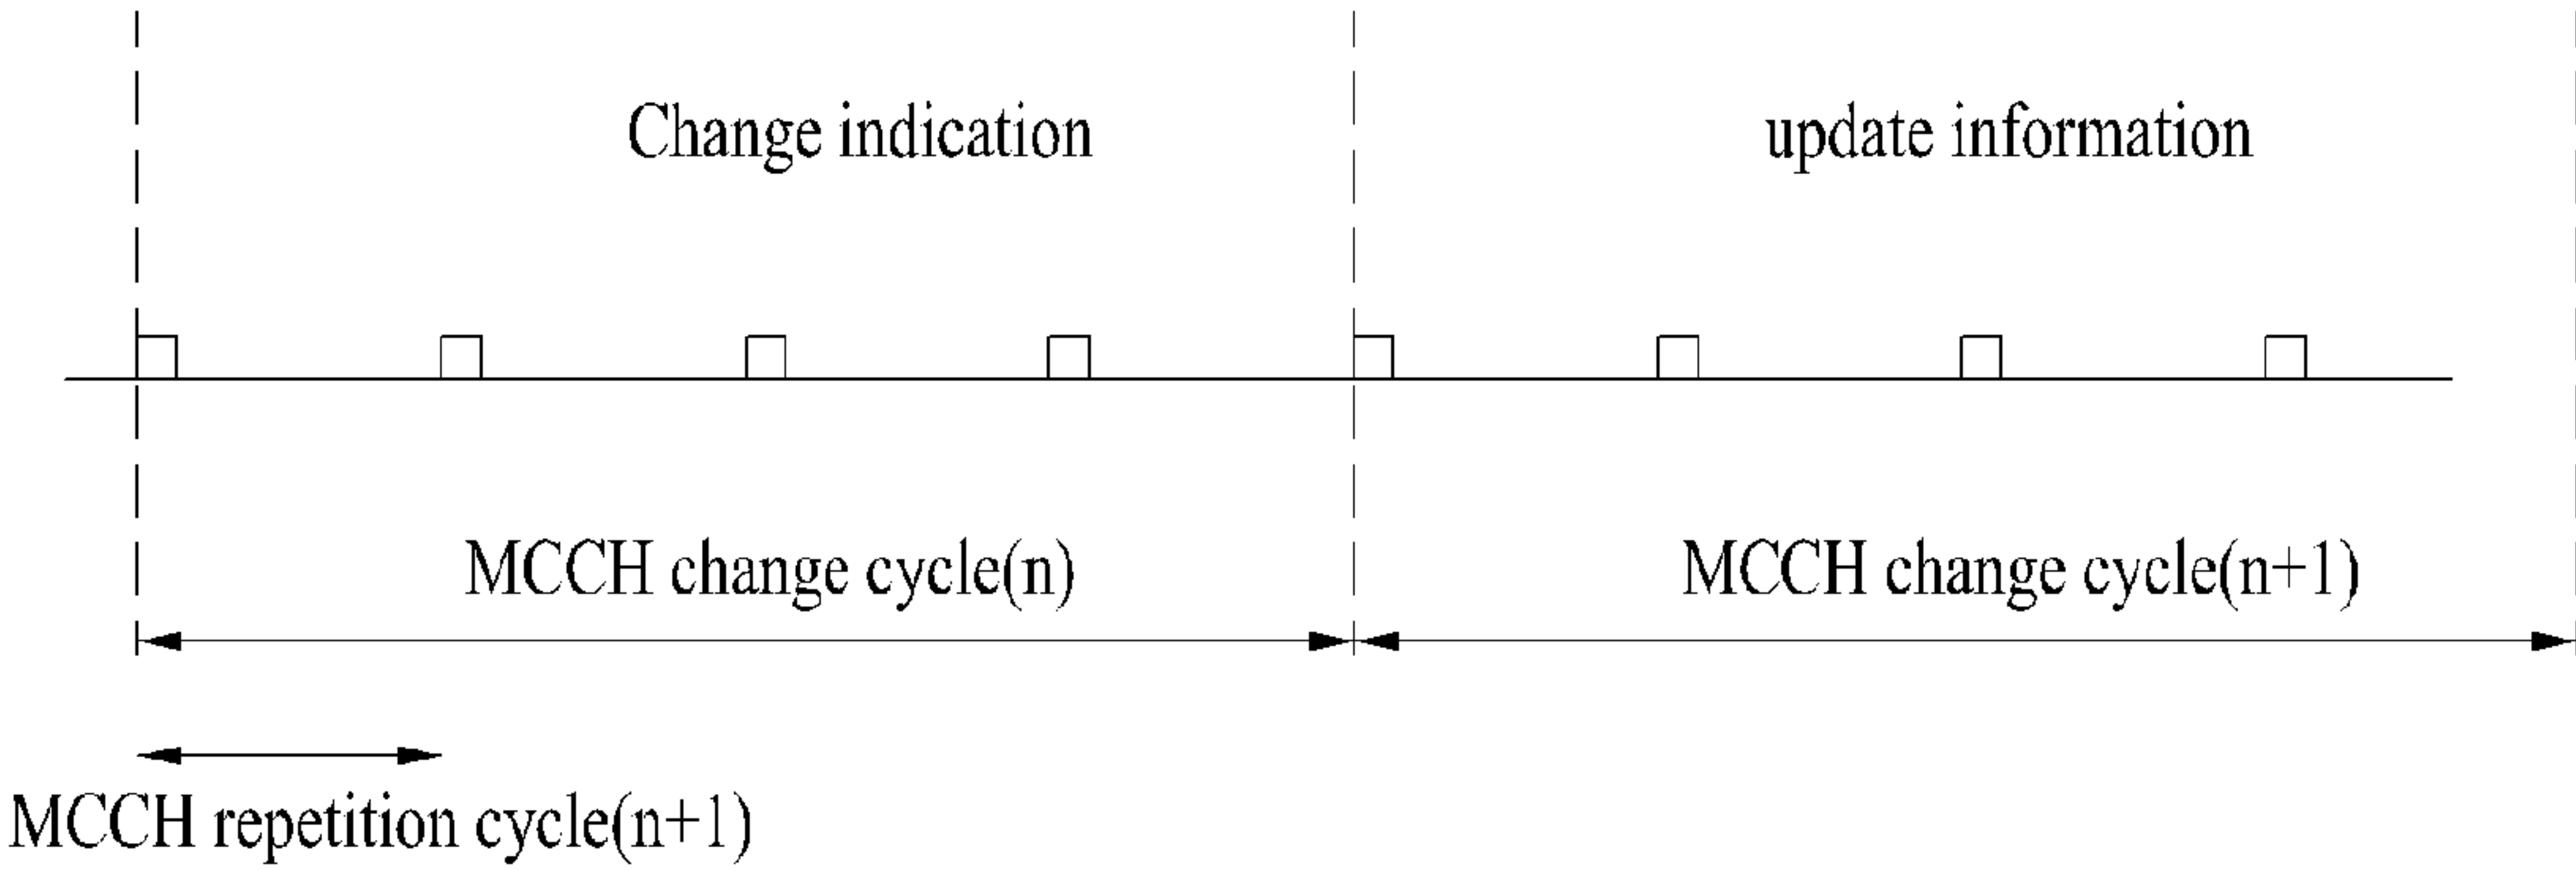 Change indication
update information
MCCH change cycle(n)
MCCH change cycle(n+1)
MCCH repetition cycle(n+1)